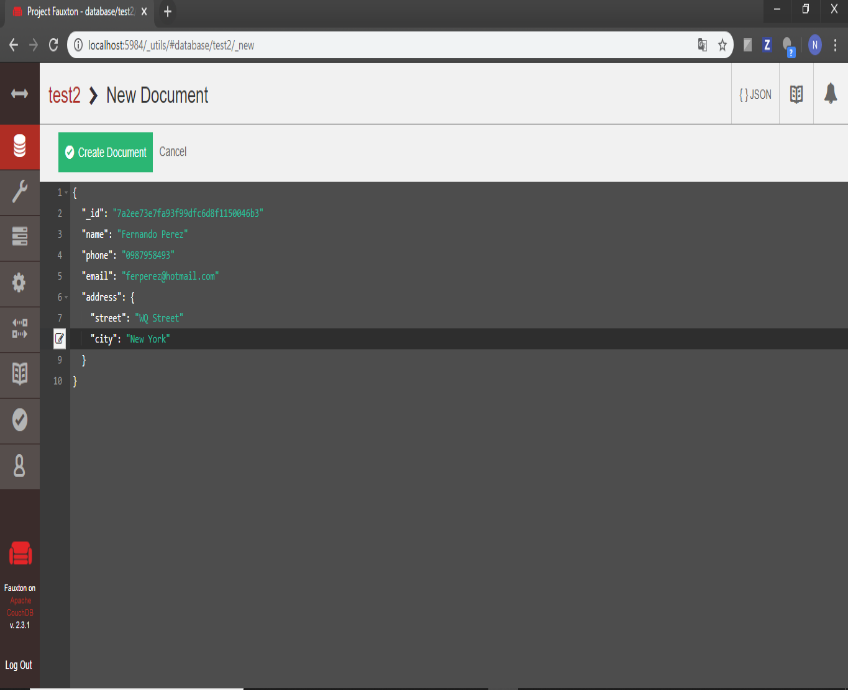 Project Fauxton - database/test2/
localhost:5984/_utils/#database/test2/_new
Z
?
N
test2 New Document
{ } JSON
Create Document Cancel
1 {
2 "_id": "7a2ee73e7fa93f99dfc6d8f1150046b3"
3 "name": "Fernando Perez"
4 "phone": "0987958493"
5 "email": "ferperez@hotmail.com"
6 "address": {
7 "street": "WQ Street"
"city": "New York"
9 }
10 }
Fauxton on
Apache
CouchDB
v. 2.3.1
Log Out